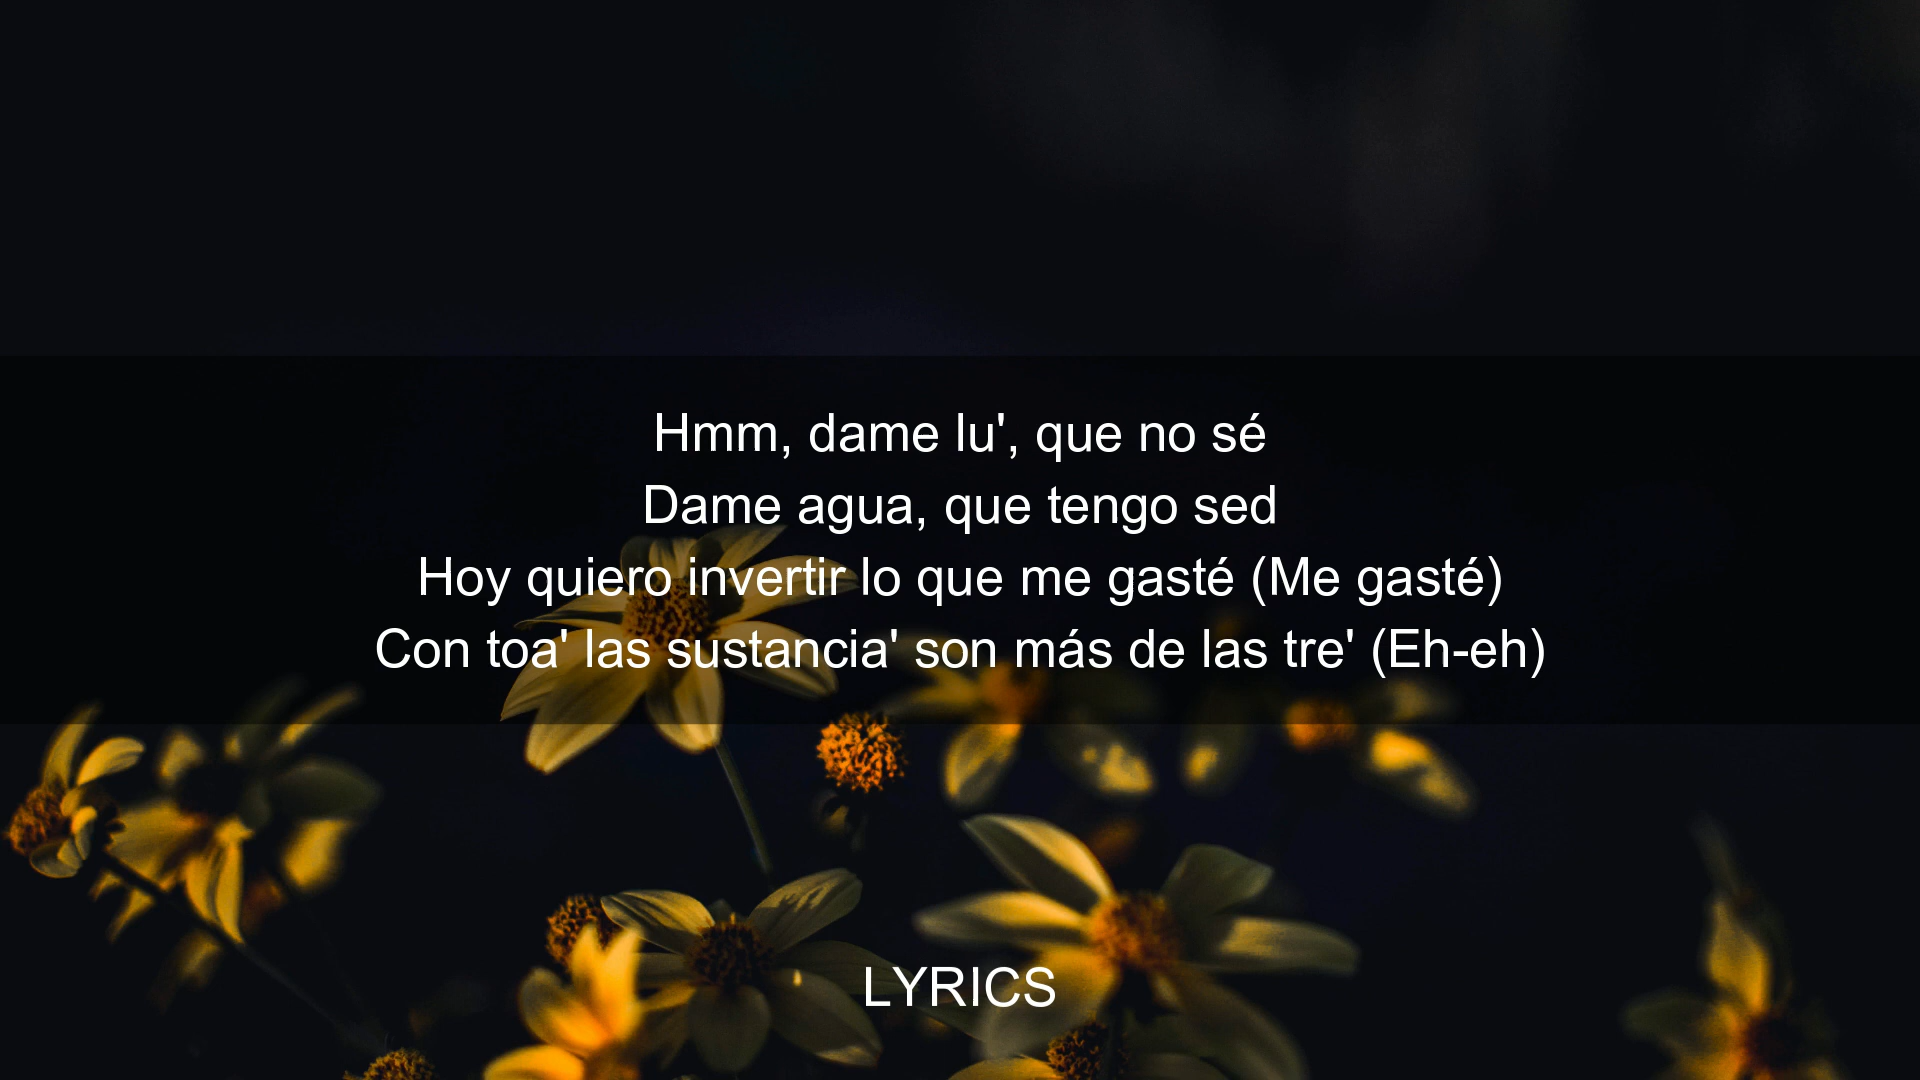 Hmm, dame lu', que no sé
Dame agua, que tengo sed
Hoy quiero invertir lo que me gasté (Me gasté)
Con toa' las sustancia' son más de las tre' (Eh-eh)
LYRICS